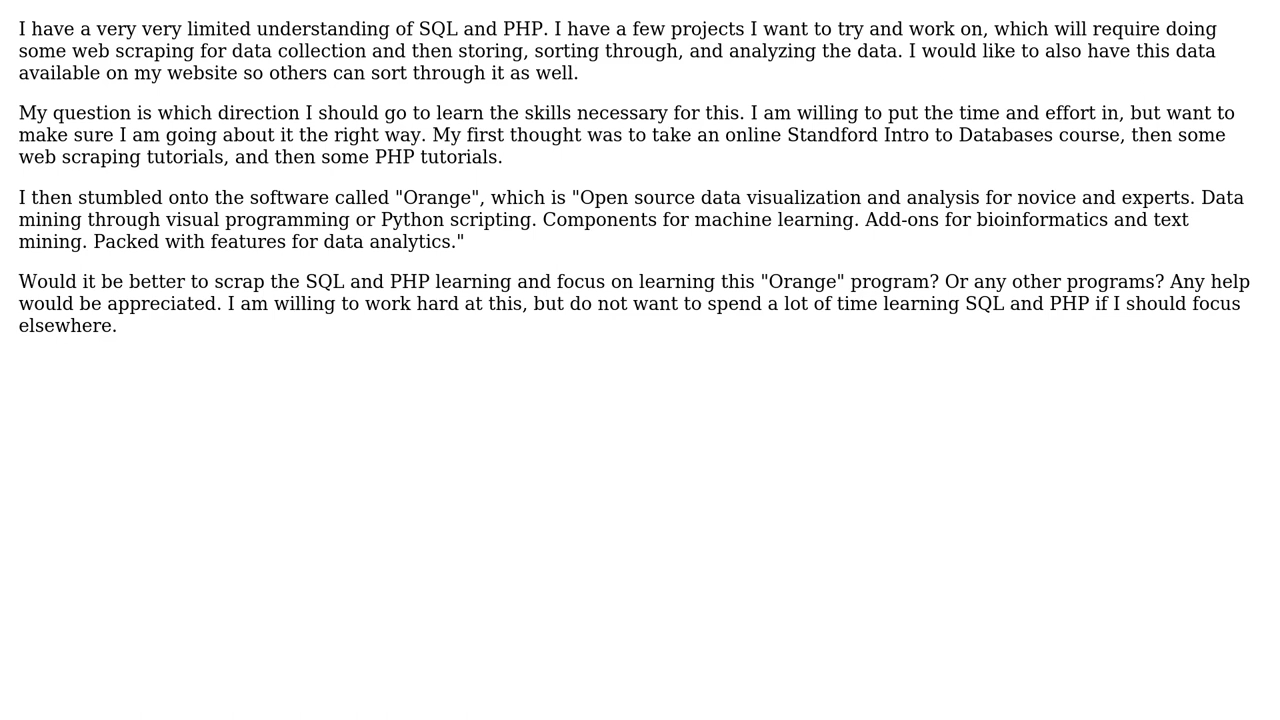 I have a very very limited understanding of SQL and PHP. I have a few projects I want to try and work on, which will require doing
some web scraping for data collection and then storing, sorting through, and analyzing the data. I would like to also have this data
available on my website so others can sort through it as well.
My question is which direction I should go to learn the skills necessary for this. I am willing to put the time and effort in, but want to
make sure I am going about it the right way. My first thought was to take an online Standford Intro to Databases course, then some
web scraping tutorials, and then some PHP tutorials.
I then stumbled onto the software called "Orange", which is "Open source data visualization and analysis for novice and experts. Data
mining through visual programming or Python scripting. Components for machine learning. Add-ons for bioinformatics and text
mining. Packed with features for data analytics."
Would it be better to scrap the SQL and PHP learning and focus on learning this "Orange" program? Or any other programs? Any help
would be appreciated. I am willing to work hard at this, but do not want to spend a lot of time learning SQL and PHP if I should focus
elsewhere.